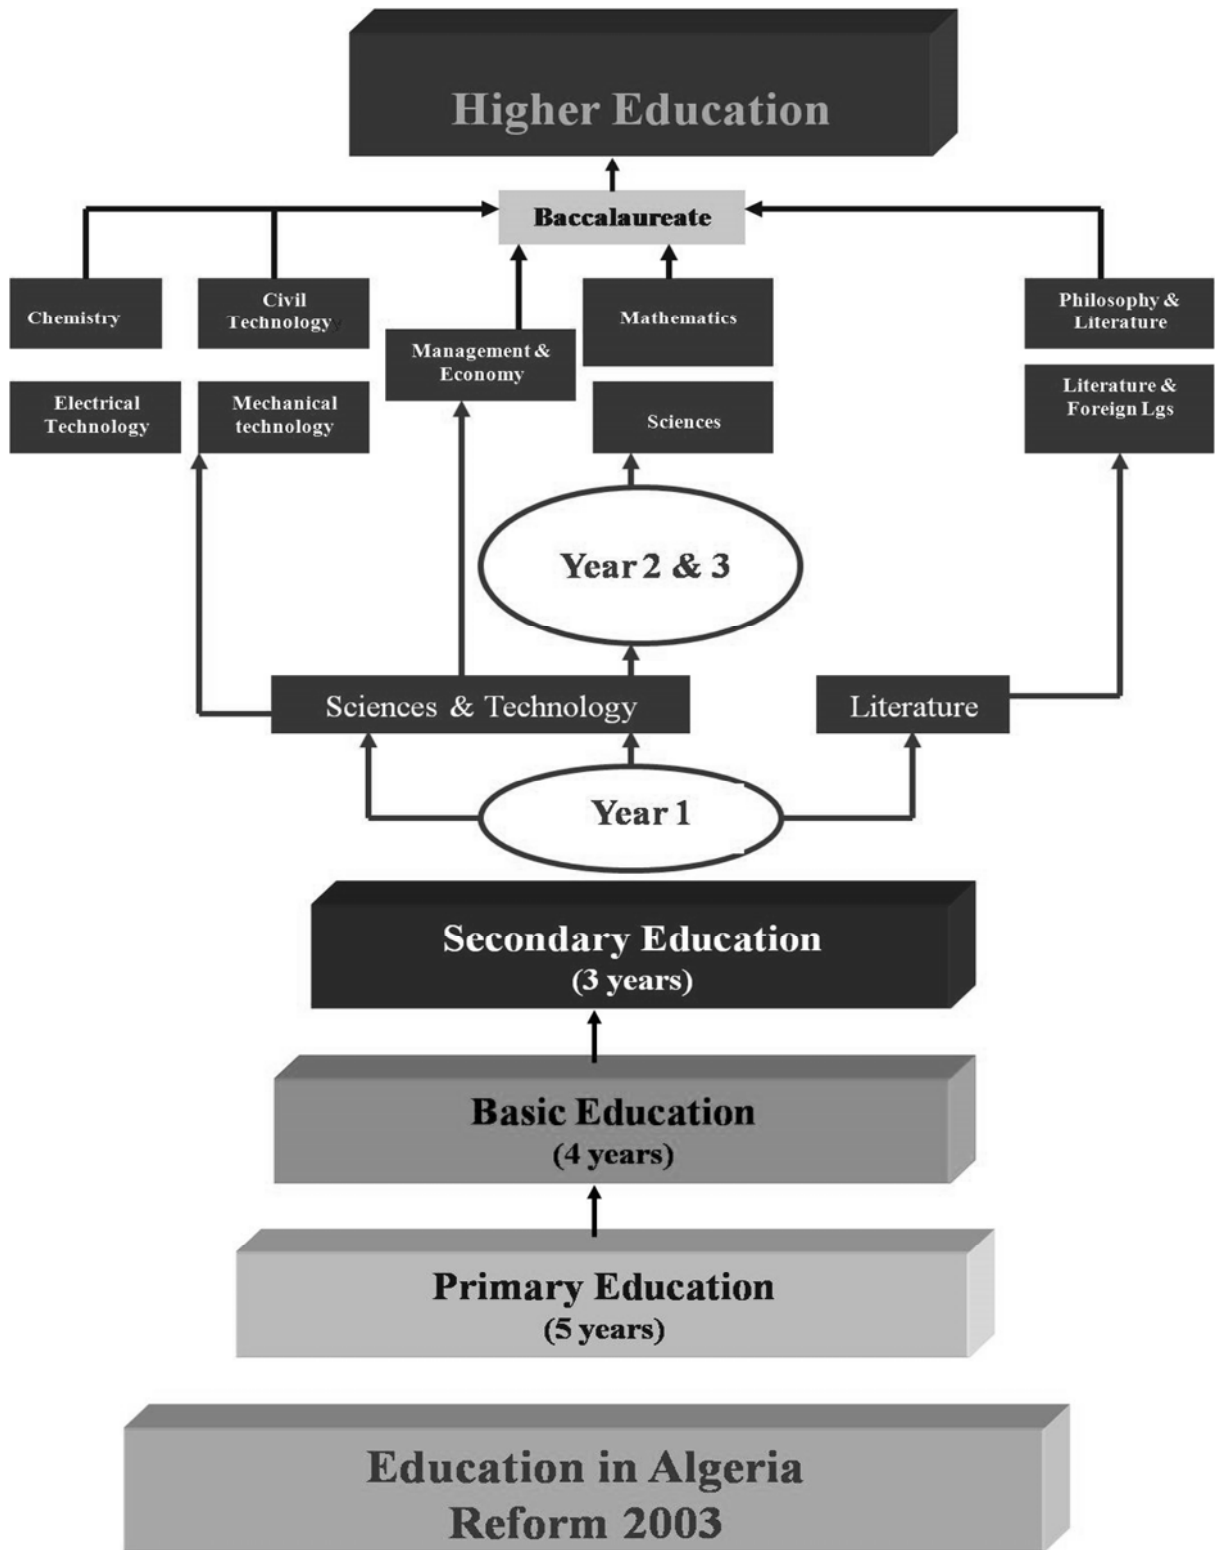 Higher Education
Baccalaureate
Chemistry
Civil
Technology
Management &
Economy
Mathematics
Philosophy &
Literature
Electrical
Technology
Mechanical
technology
Sciences
Literature &
Foreign Lgs
Year 2 & 3
Sciences & Technology
Literature
Year 1
Secondary Education
(3 years)
Basic Education
(4 years)
Primary Education
(5 years)
Education in Algeria
Reform 2003